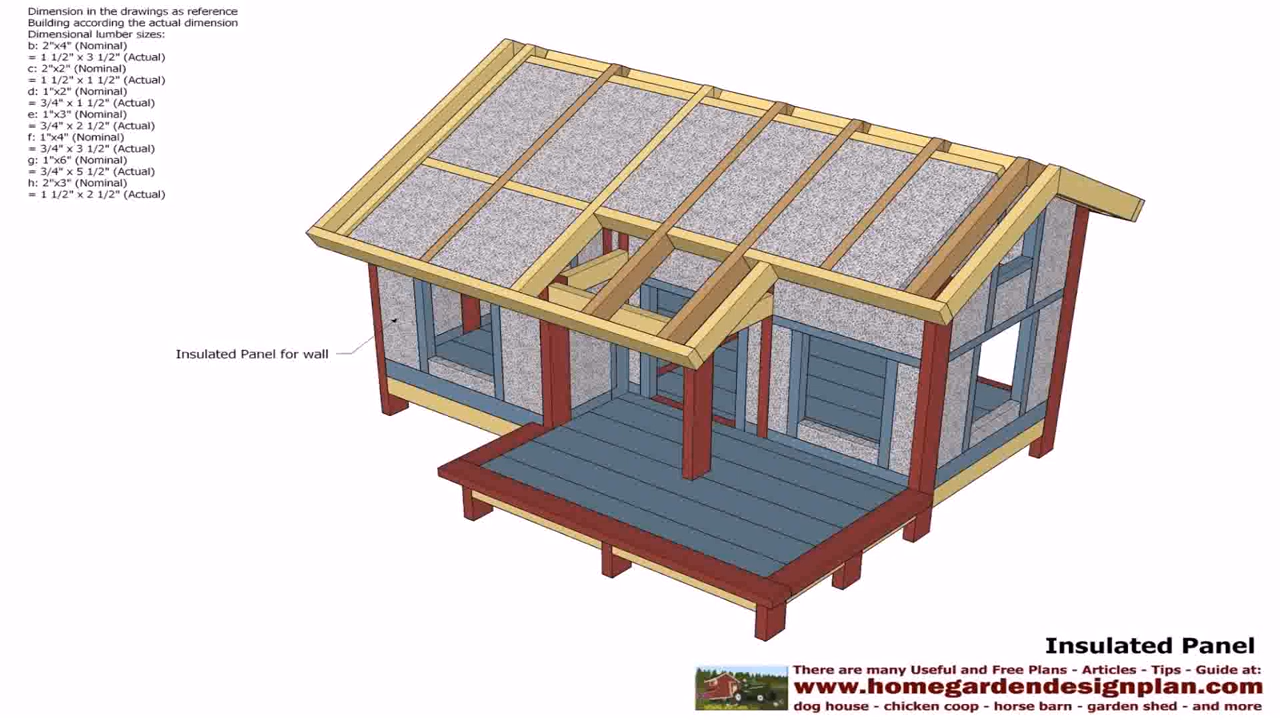 Dimension in the drawings as reference
Building according the actual dimension
Dimensional lumber sizes:
b: 2"x4" (Nominal)
= 1 1/2" x 3 1/2" (Actual)
c: 2"x2" (Nominal)
= 1 1/2" x 1 1/2" (Actual)
d: 1"x2" (Nominal)
= 3/4" x 1 1/2" (Actual)
e: 1"x3" (Nominal)
= 3/4" x 2 1/2" (Actual)
f: 1"x4" (Nominal)
= 3/4" x 3 1/2" (Actual)
g: 1"x6" (Nominal)
= 3/4" x 5 1/2" (Actual)
h: 2"x3" (Nominal)
= 1 1/2" x 2 1/2" (Actual)
Insulated Panel for wall
Insulated Panel
There are many Useful and Free Plans - Articles - Tips - Guide at:
www.homegardendesignplan.com
dog house - chicken coop - horse barn - garden shed - and more